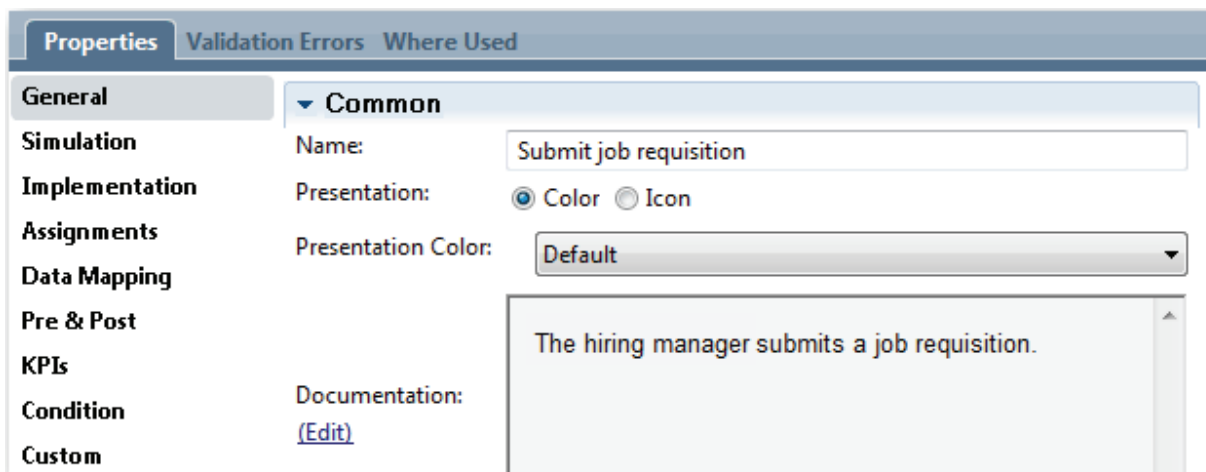 Properties Validation Errors Where Used
General
Simulation
Implementation
Assignments
Data Mapping
Pre & Post
KPIs
Condition
Custom
Common
Name: Submit job requisition
Presentation: Color Icon
Presentation Color: Default
The hiring manager submits a job requisition.
Documentation:
(Edit)